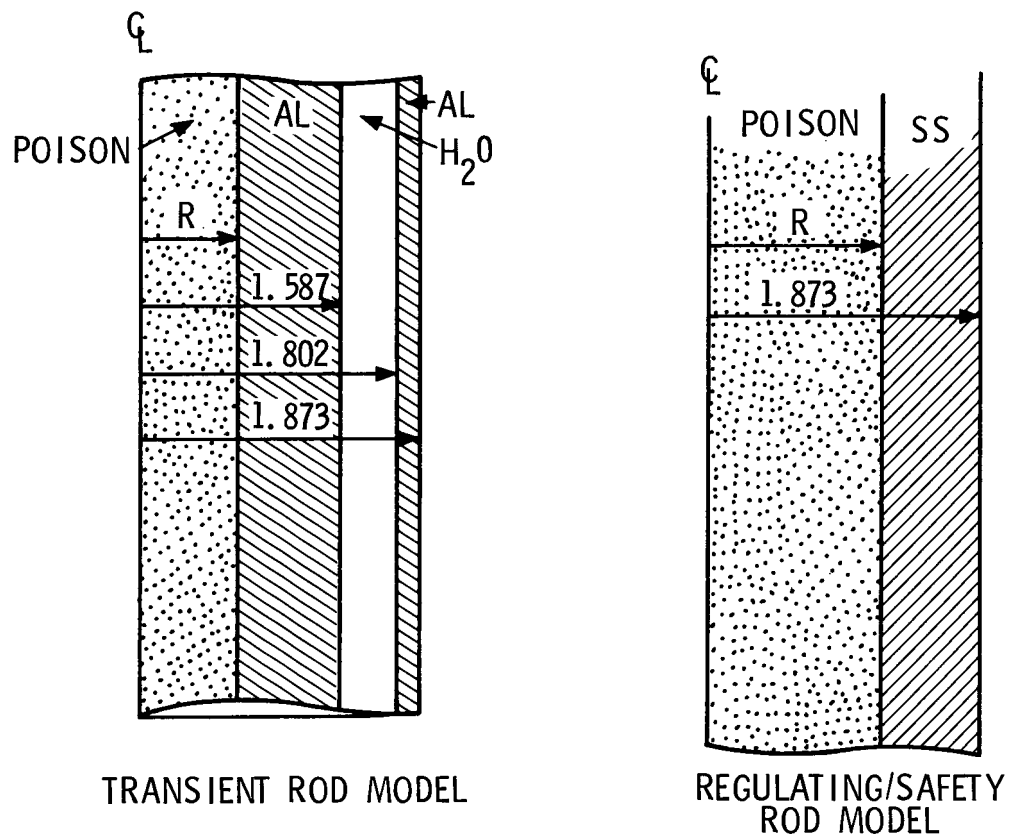 ℄
POISON
AL
AL
H₂O
R
1.587
1.802
1.873
TRANSIENT ROD MODEL
℄
POISON
SS
R
1.873
REGULATING/SAFETY
ROD MODEL